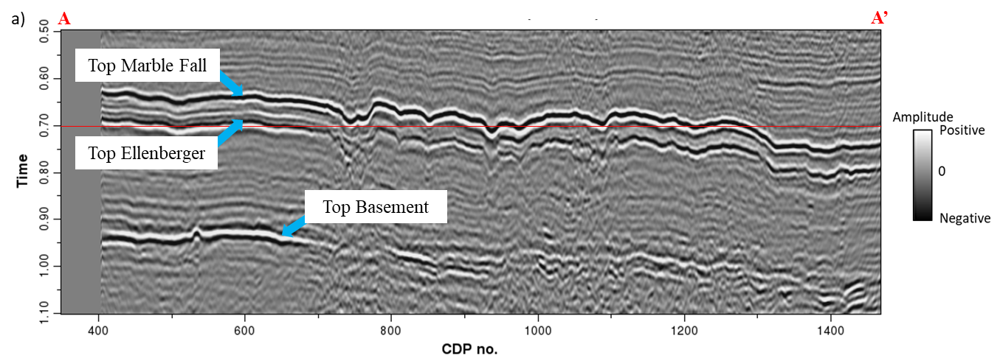 a)
A
A’
0.50
0.60
0.70
0.80
0.90
1.00
1.10
Time
Top Marble Fall
Top Ellenberger
Top Basement
Amplitude
Positive
0
Negative
400
600
800
1000
1200
1400
CDP no.